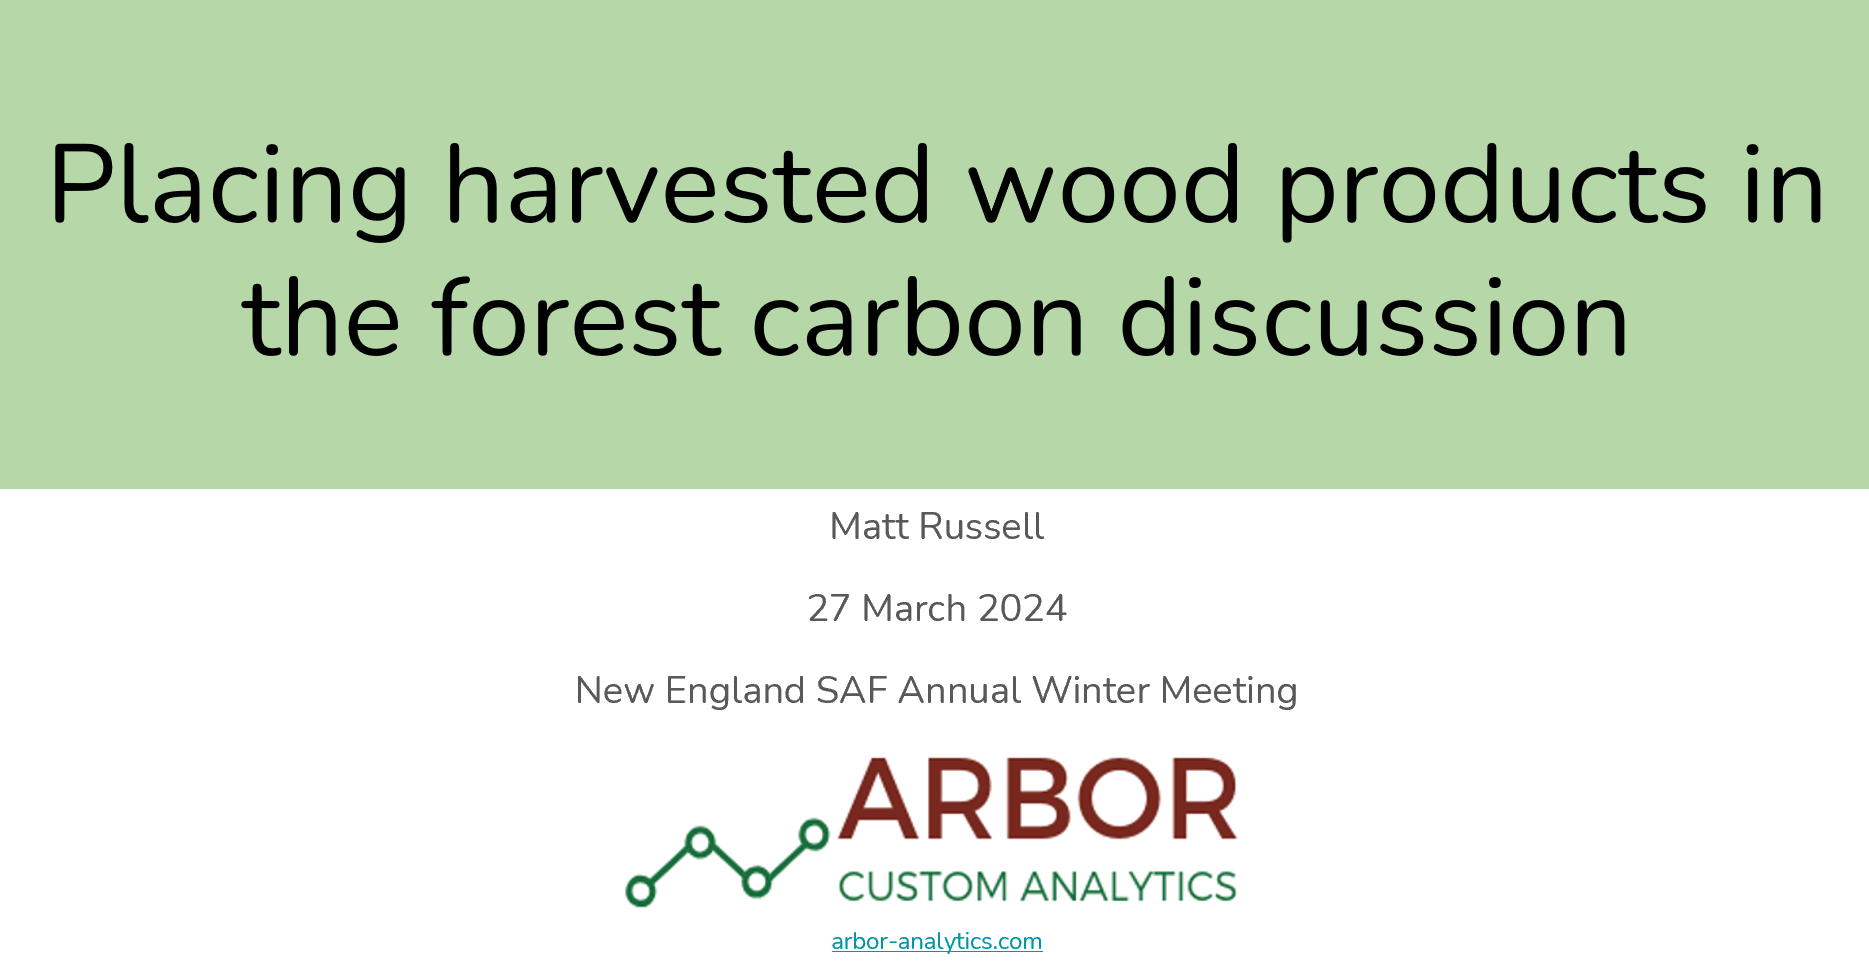 Placing harvested wood products in
the forest carbon discussion
Matt Russell
27 March 2024
New England SAF Annual Winter Meeting
ARBOR
CUSTOM ANALYTICS
arbor-analytics.com